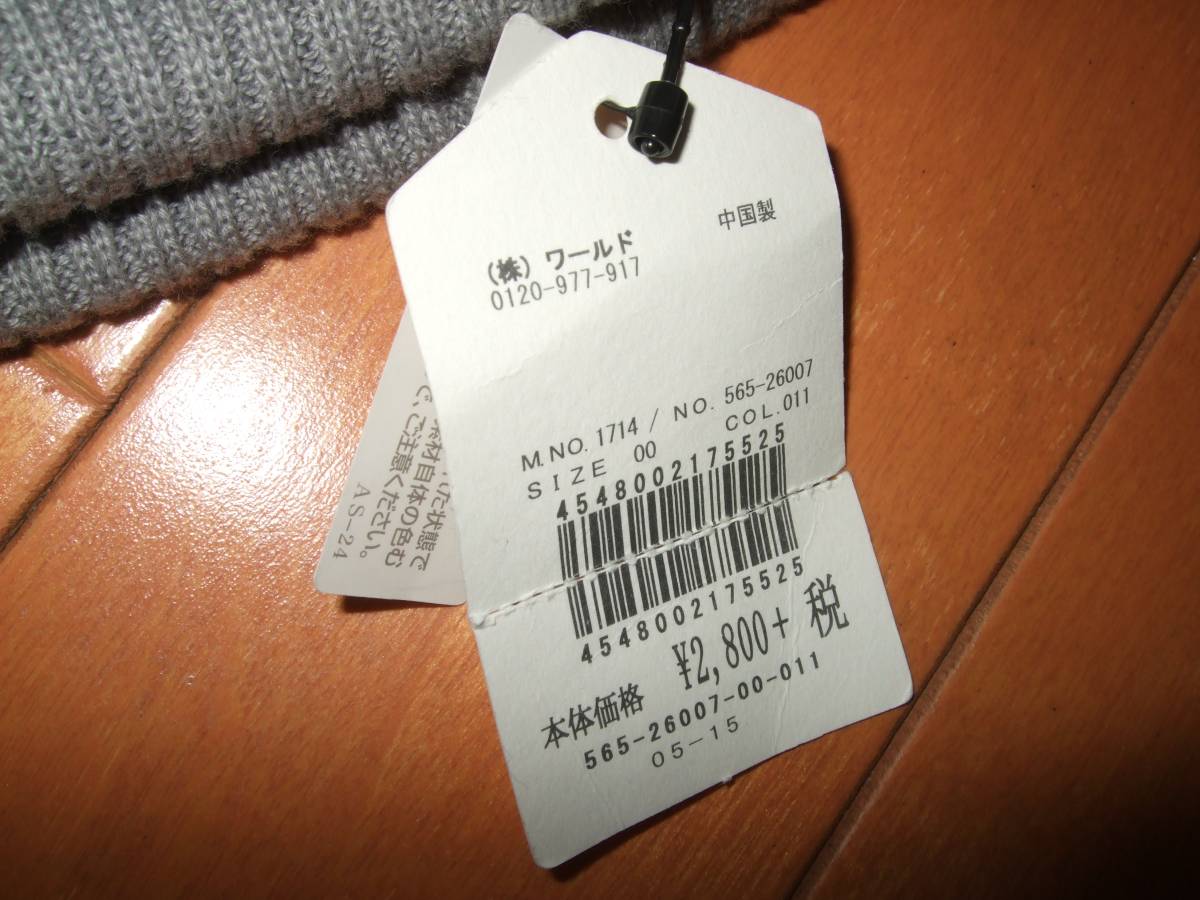 中国製
（株）ワールド
0120-977-917
M.NO. 1714 / NO. 565-26007
SIZE 00 COL.011
4548002175525
4548002175525
本体価格 ¥2,800+ 税
565-26007-00-011
05-15
た状態で
素材自体の色む
で、ご注意ください。
AS-24